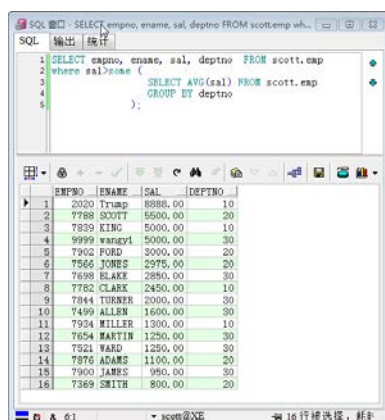 SQL 窗口 - SELECT empno, ename, sal, deptno FROM scott.emp wh...
SQL 输出 统计
1 SELECT empno, ename, sal, deptno FROM scott.emp
2 where sal>some (
3 SELECT AVG(sal) FROM scott.emp
4 GROUP BY deptno
5 );
EMPNO ENAME SAL DEPTNO
1 2020 Trump 8888.00 10
2 7788 SCOTT 5500.00 20
3 7839 KING 5000.00 10
4 9999 wangyi 5000.00 30
5 7902 FORD 3000.00 20
6 7566 JONES 2975.00 20
7 7698 BLAKE 2850.00 30
8 7782 CLARK 2450.00 10
9 7844 TURNER 2000.00 30
10 7499 ALLEN 1600.00 30
11 7934 MILLER 1300.00 10
12 7654 MARTIN 1250.00 30
13 7521 WARD 1250.00 30
14 7876 ADAMS 1100.00 20
15 7900 JAMES 950.00 30
16 7369 SMITH 800.00 20
6:1 scott@XE 16 行被选择, 耗时